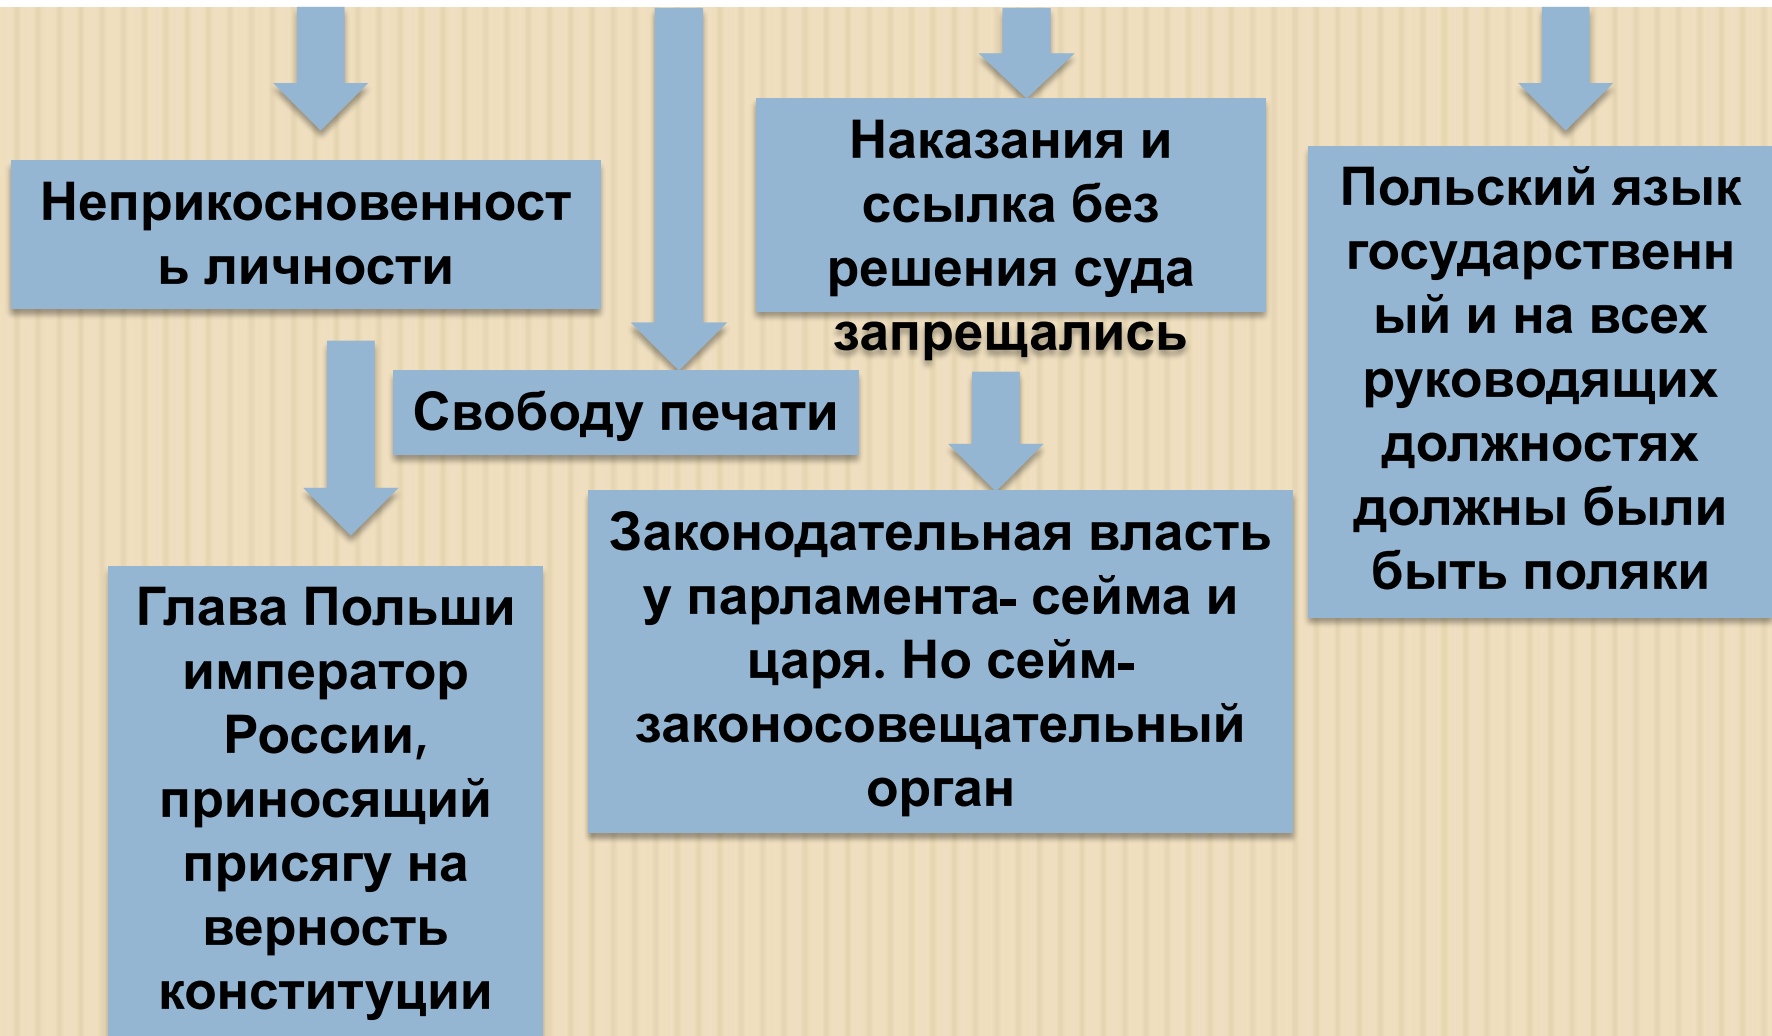 Неприкосновенност
ь личности
Свободу печати
Наказания и
ссылка без
решения суда
запрещались
Польский язык
государственн
ый и на всех
руководящих
должностях
должны были
быть поляки
Глава Польши
император
России,
приносящий
присягу на
верность
конституции
Законодательная власть
у парламента- сейма и
царя. Но сейм-
законосовещательный
орган